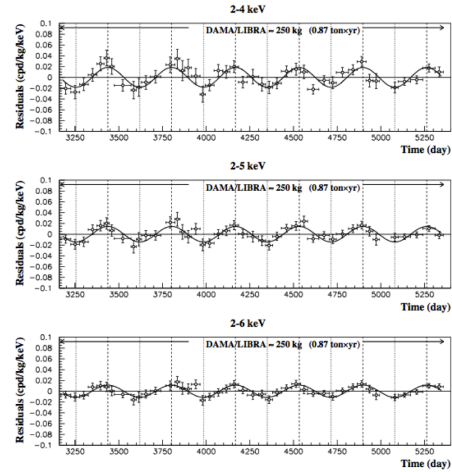 2-4 keV
Residuals (cpd/kg/keV)
0.1
0.08
0.06
0.04
0.02
0
−0.02
−0.04
−0.06
−0.08
−0.1
DAMA/LIBRA ≈ 250 kg (0.87 ton×yr)
3250 3500 3750 4000 4250 4500 4750 5000 5250
Time (day)
2-5 keV
Residuals (cpd/kg/keV)
0.1
0.08
0.06
0.04
0.02
0
−0.02
−0.04
−0.06
−0.08
−0.1
DAMA/LIBRA ≈ 250 kg (0.87 ton×yr)
3250 3500 3750 4000 4250 4500 4750 5000 5250
Time (day)
2-6 keV
Residuals (cpd/kg/keV)
0.1
0.08
0.06
0.04
0.02
0
−0.02
−0.04
−0.06
−0.08
−0.1
DAMA/LIBRA ≈ 250 kg (0.87 ton×yr)
3250 3500 3750 4000 4250 4500 4750 5000 5250
Time (day)